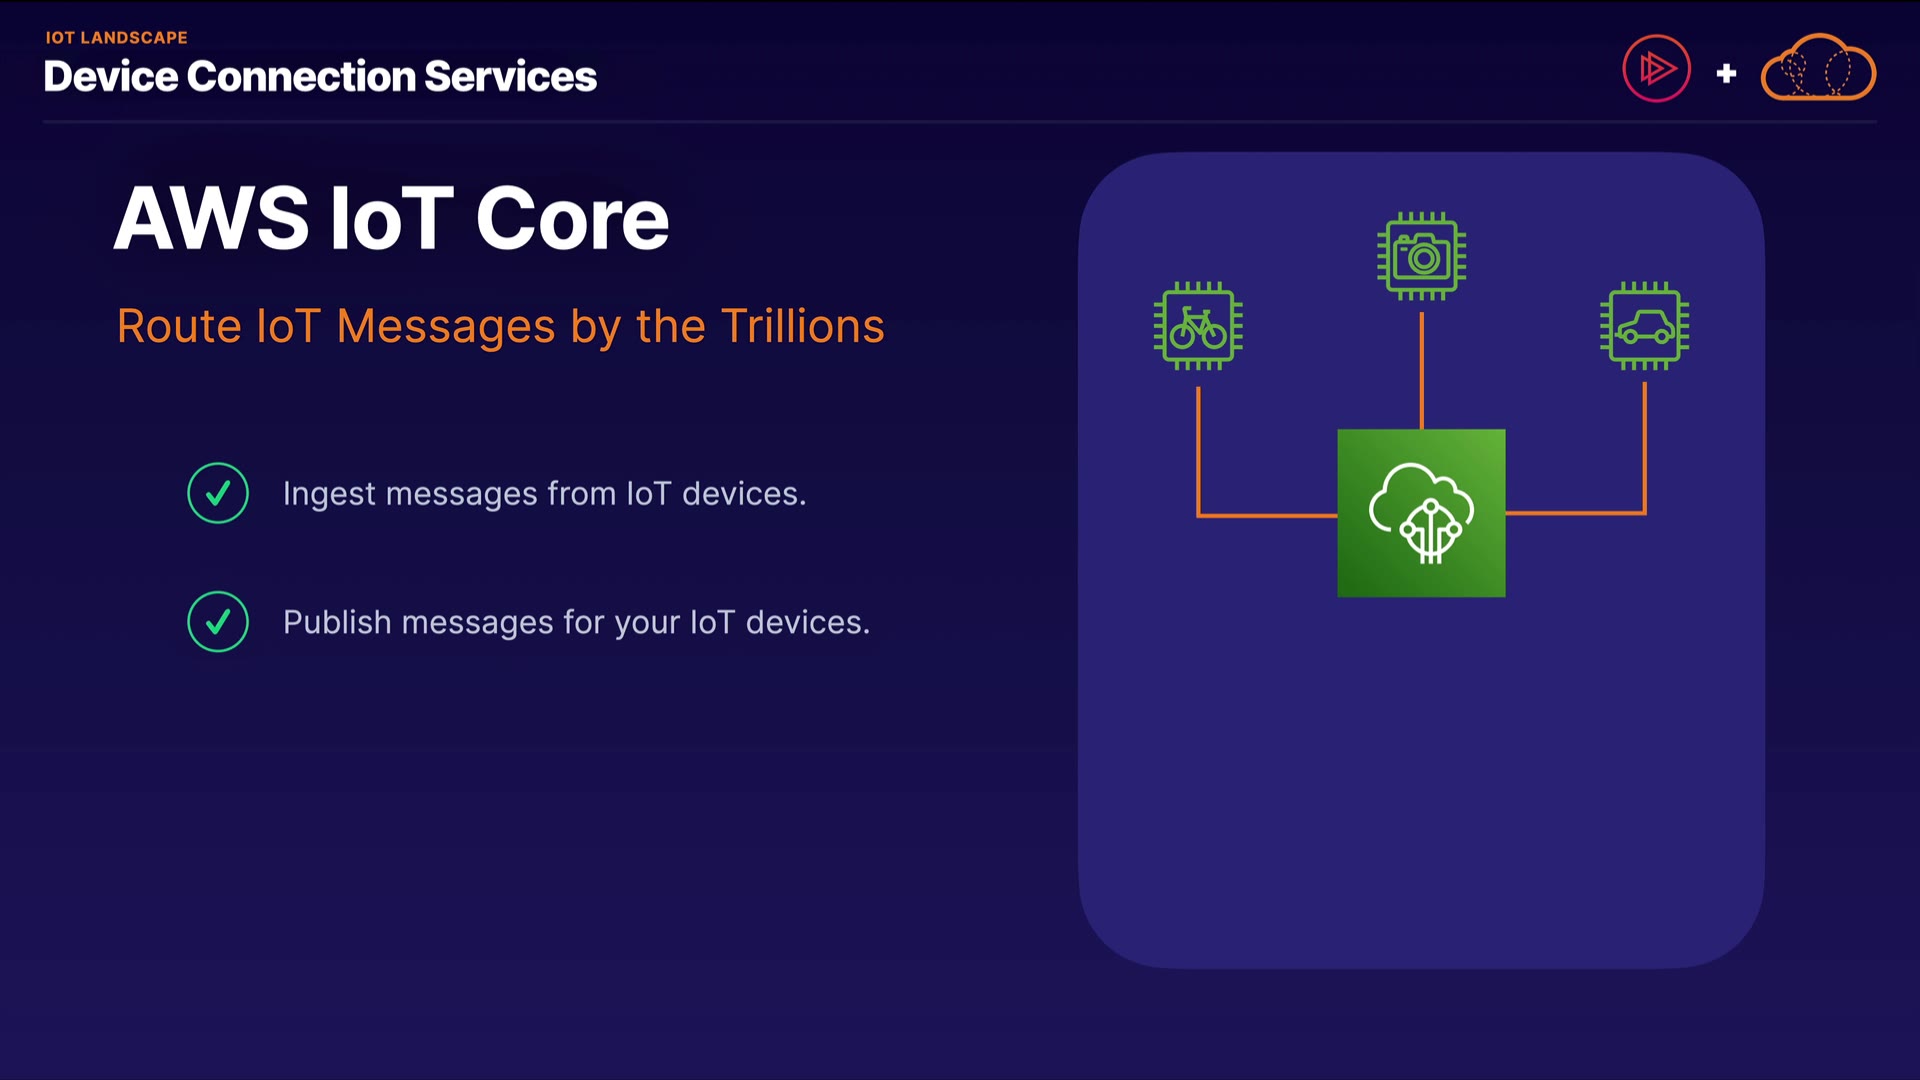 IOT LANDSCAPE
Device Connection Services
+
AWS IoT Core
Route IoT Messages by the Trillions
Ingest messages from IoT devices.
Publish messages for your IoT devices.